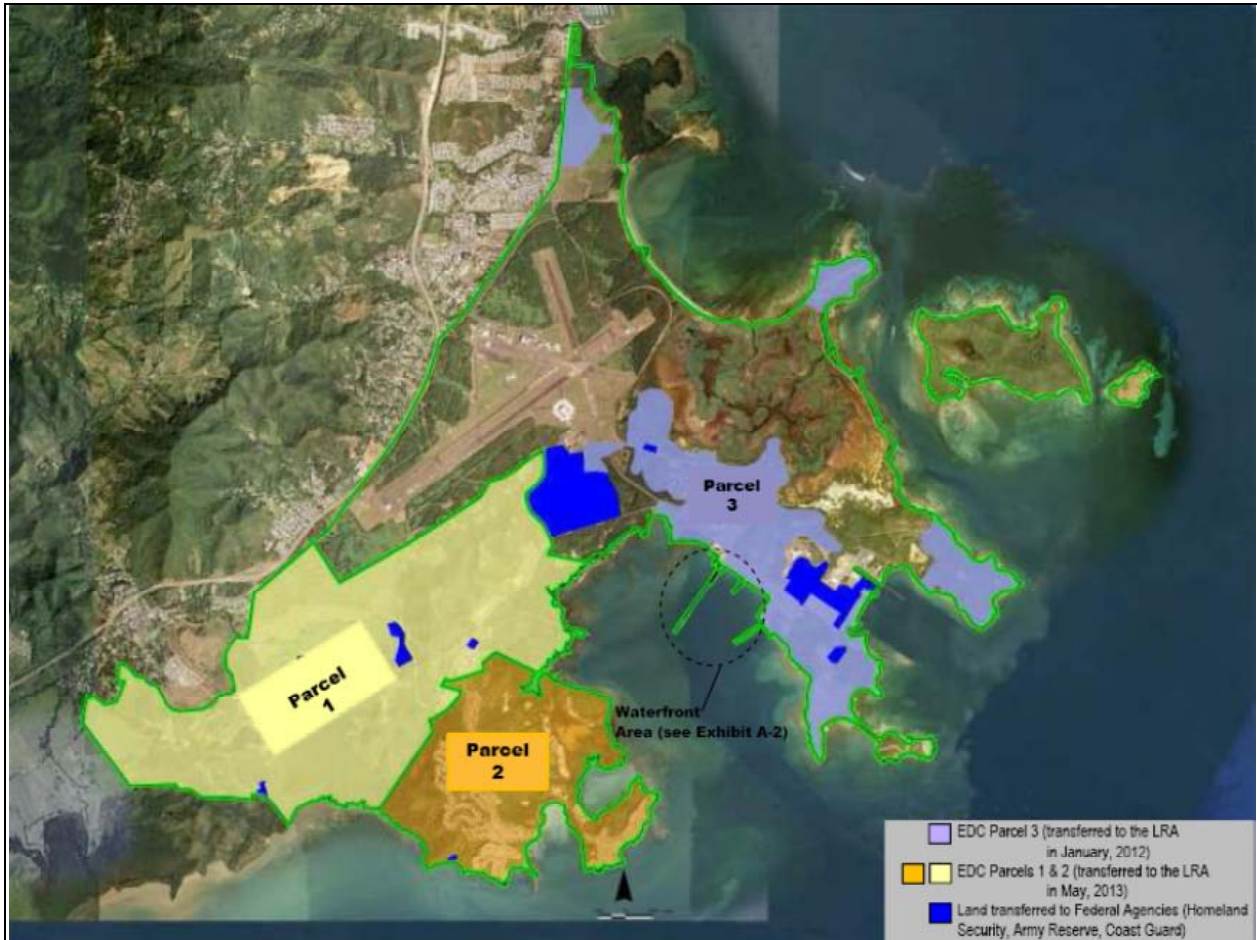 Parcel
3
Parcel
1
Waterfront
Area (see Exhibit A-2)
Parcel
2
EDC Parcel 3 (transferred to the LRA
in January, 2012)
EDC Parcels 1 & 2 (transferred to the LRA
in May, 2013)
Land transferred to Federal Agencies (Homeland
Security, Army Reserve, Coast Guard)